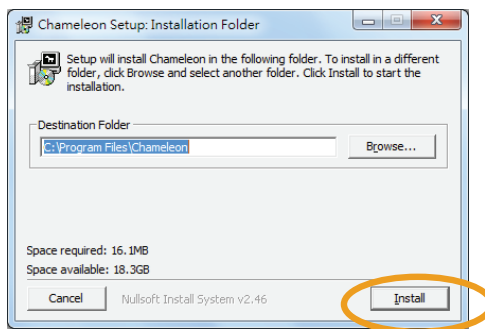 Chameleon Setup: Installation Folder
Setup will install Chameleon in the following folder. To install in a different
folder, click Browse and select another folder. Click Install to start the
installation.
Destination Folder
C:\Program Files\Chameleon
Browse...
Space required: 16.1MB
Space available: 18.3GB
Cancel
Nullsoft Install System v2.46
Install